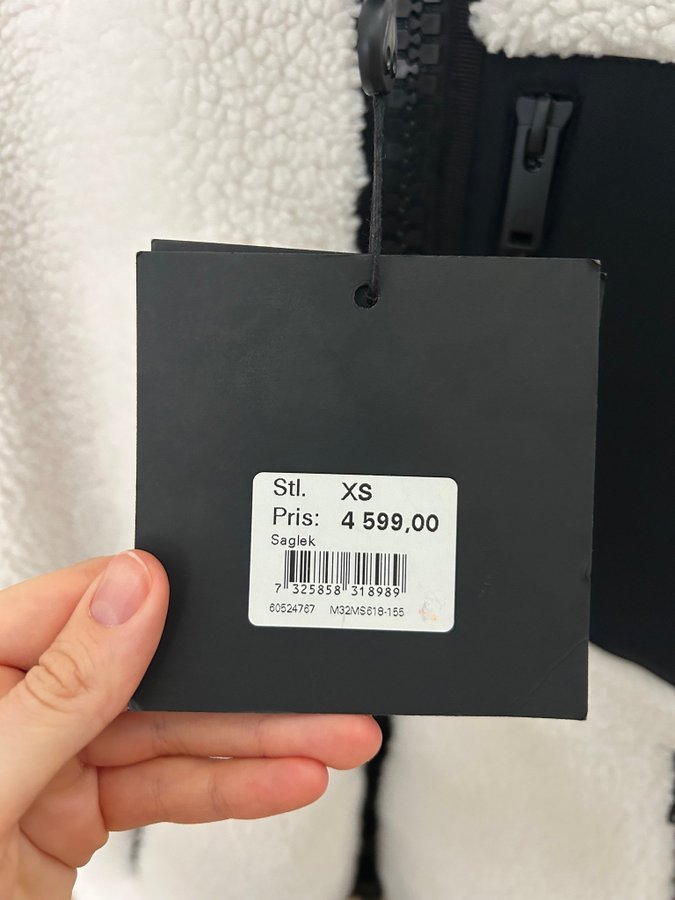 Stl. XS
Pris: 4 599,00
Saglek
7 325858 318989
60524767 M32MS618-155